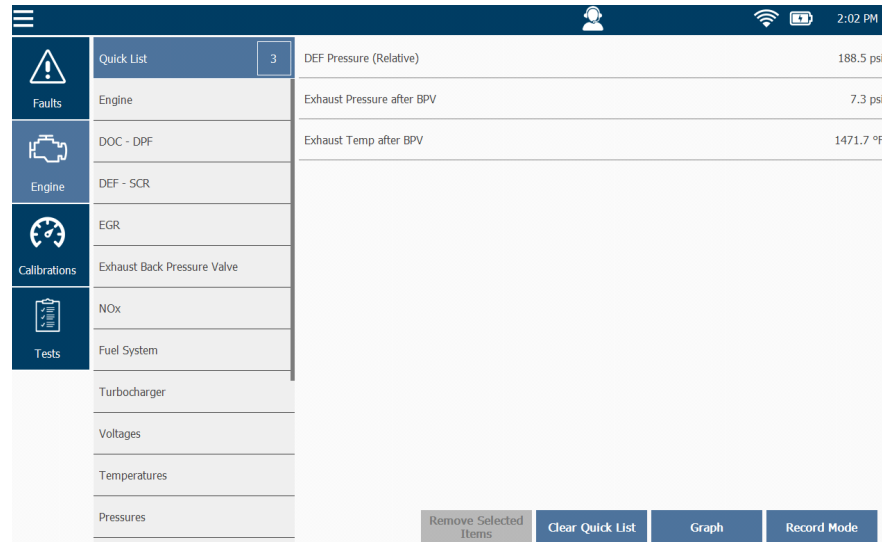 2:02 PM
Faults
Engine
Calibrations
Tests
Quick List 3
Engine
DOC - DPF
DEF - SCR
EGR
Exhaust Back Pressure Valve
NOx
Fuel System
Turbocharger
Voltages
Temperatures
Pressures
DEF Pressure (Relative) 188.5 psi
Exhaust Pressure after BPV 7.3 psi
Exhaust Temp after BPV 1471.7 °F
Remove Selected
Items
Clear Quick List
Graph
Record Mode